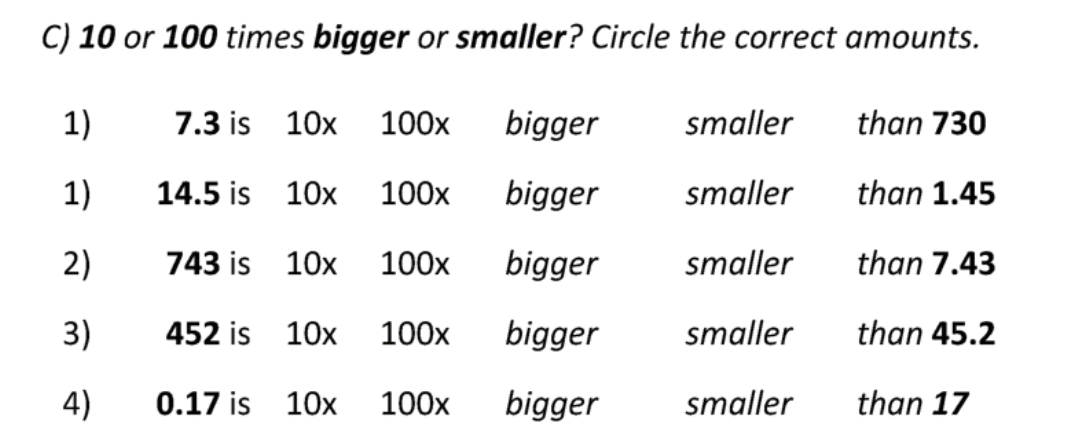 C) 10 or 100 times bigger or smaller? Circle the correct amounts.
1) 7.3 is 10x 100x bigger smaller than 730
1) 14.5 is 10x 100x bigger smaller than 1.45
2) 743 is 10x 100x bigger smaller than 7.43
3) 452 is 10x 100x bigger smaller than 45.2
4) 0.17 is 10x 100x bigger smaller than 17